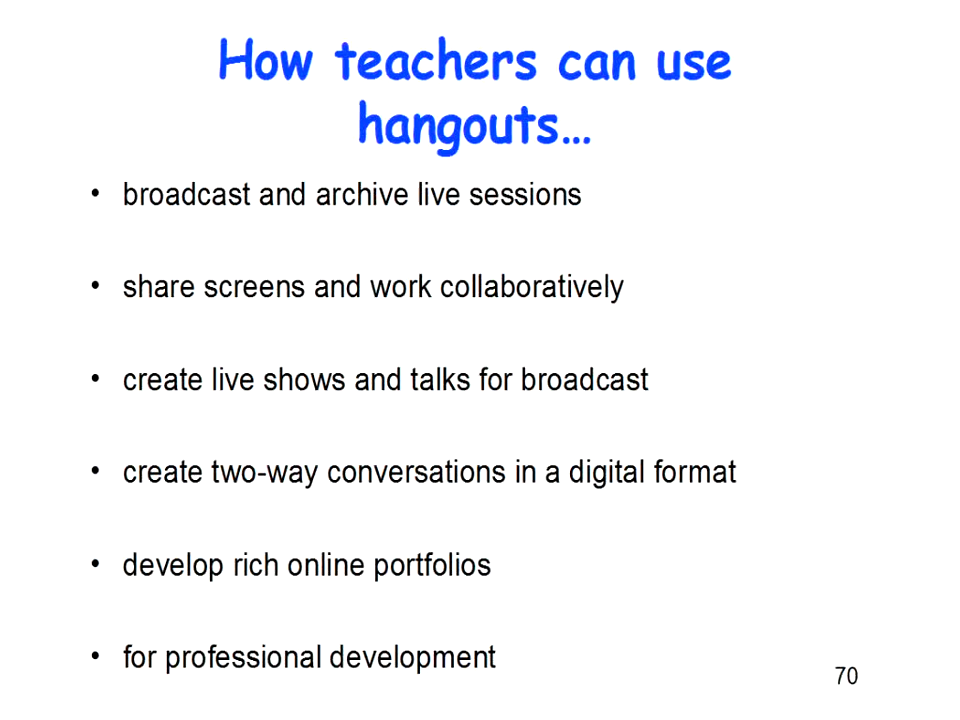 How teachers can use
hangouts…
• broadcast and archive live sessions
• share screens and work collaboratively
• create live shows and talks for broadcast
• create two-way conversations in a digital format
• develop rich online portfolios
• for professional development
70